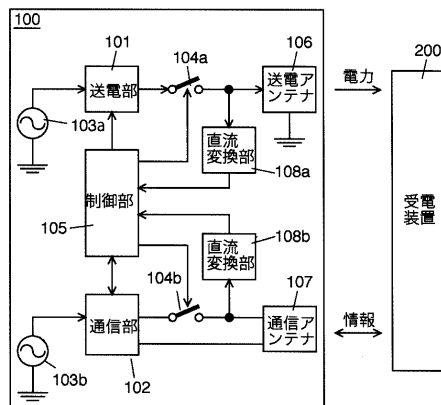 100
101
104a
106
200
送電部
送電ア
ンテナ
電力
103a
直流
変換部
108a
制御部
105
受電
装置
直流
変換部
108b
104b
107
通信部
通信ア
ンテナ
情報
103b
102